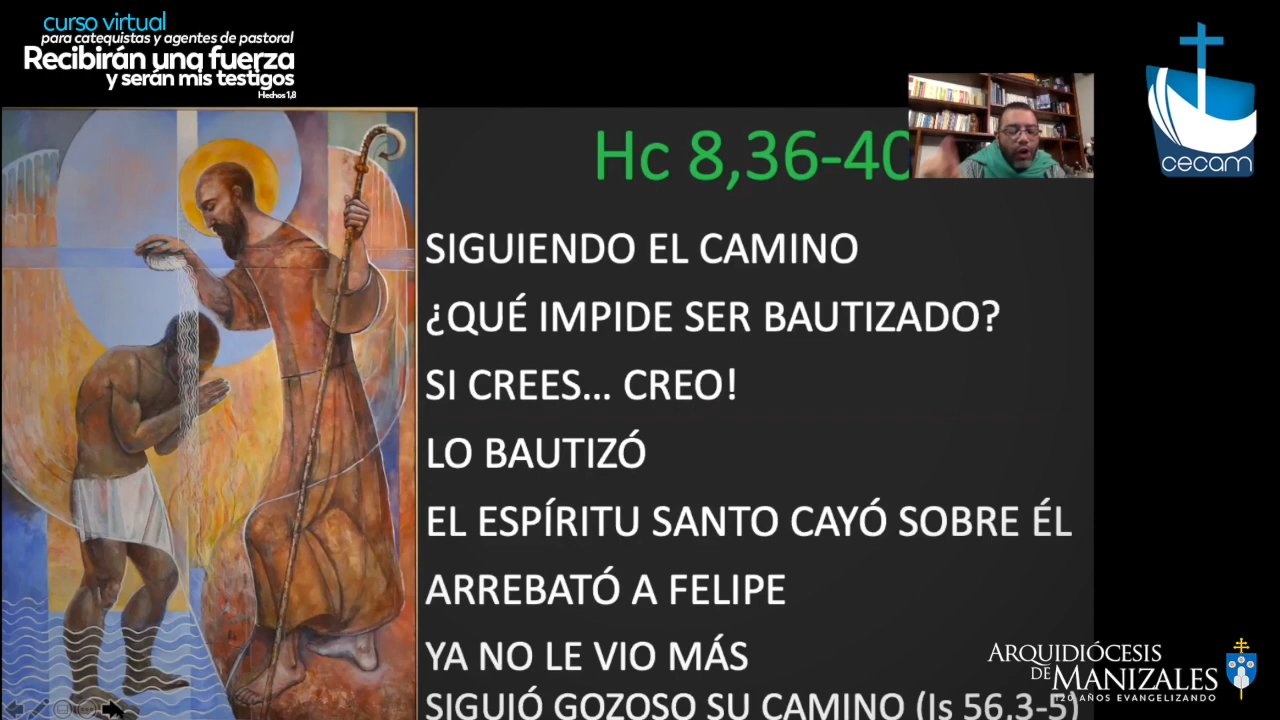 curso virtual
para catequistas y agentes de pastoral
Recibirán una fuerza
y serán mis testigos
Hechos 1,8
cecam
Hc 8,36-40
SIGUIENDO EL CAMINO
¿QUÉ IMPIDE SER BAUTIZADO?
SI CREES... CREO!
LO BAUTIZÓ
EL ESPÍRITU SANTO CAYÓ SOBRE ÉL
ARREBATÓ A FELIPE
YA NO LE VIO MÁS
SIGUIÓ GOZOSO SU CAMINO (Is 56,3-5)
ARQUIDIÓCESIS
DE MANIZALES
120 AÑOS EVANGELIZANDO